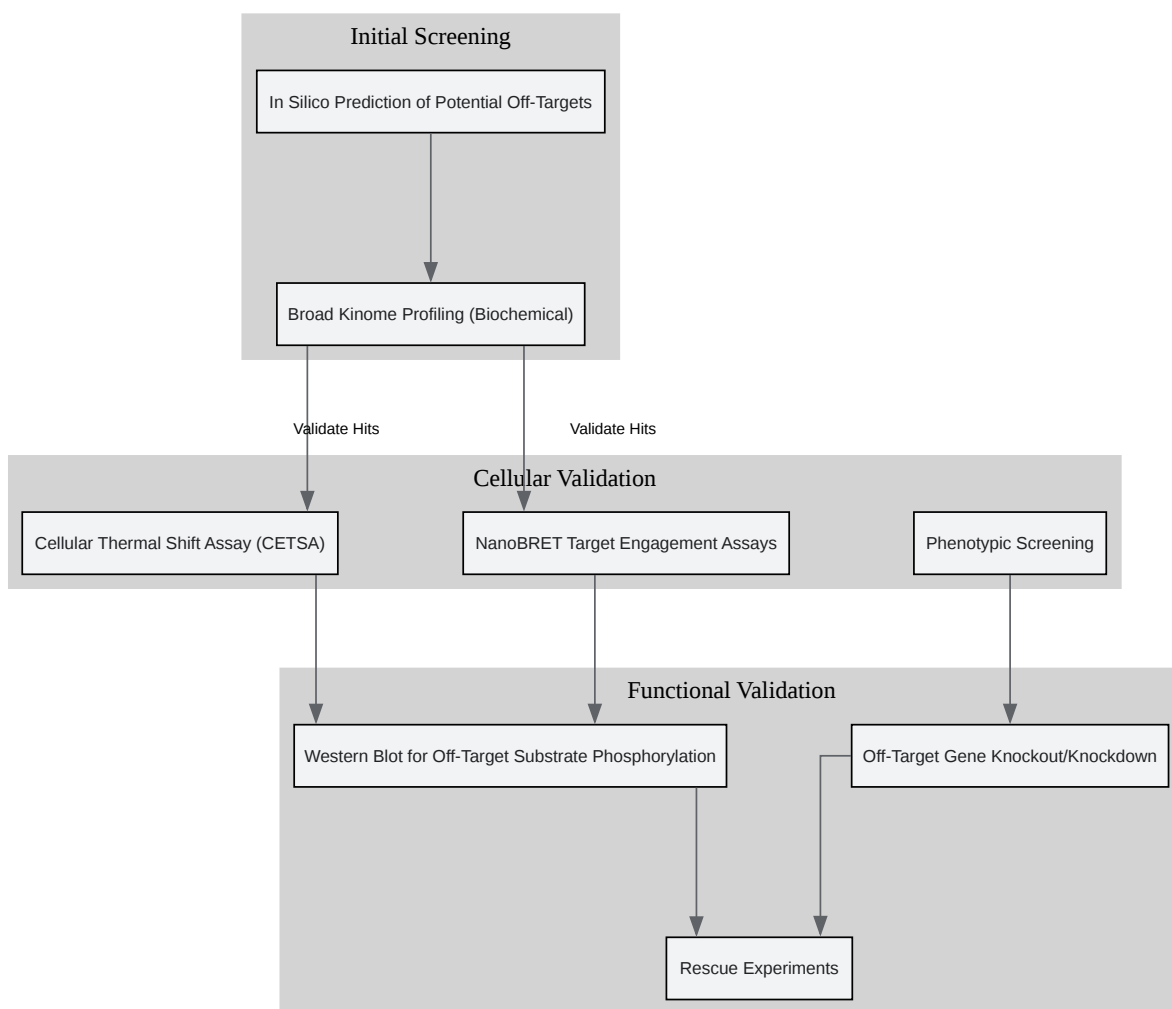 Initial Screening
In Silico Prediction of Potential Off-Targets
Broad Kinome Profiling (Biochemical)
Validate Hits
Validate Hits
Cellular Validation
Cellular Thermal Shift Assay (CETSA)
NanoBRET Target Engagement Assays
Phenotypic Screening
Functional Validation
Western Blot for Off-Target Substrate Phosphorylation
Off-Target Gene Knockout/Knockdown
Rescue Experiments